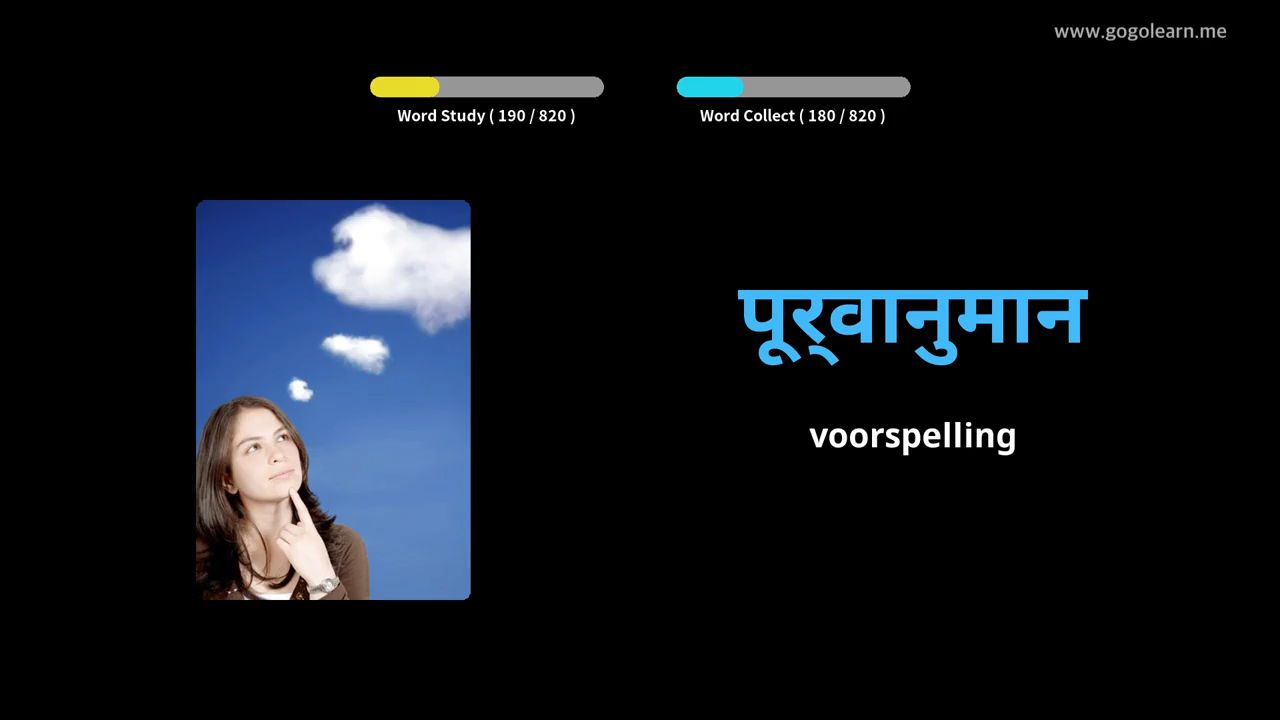 www.gogolearn.me
Word Study ( 190 / 820 )
Word Collect ( 180 / 820 )
पूर्‍वानुमान
voorspelling